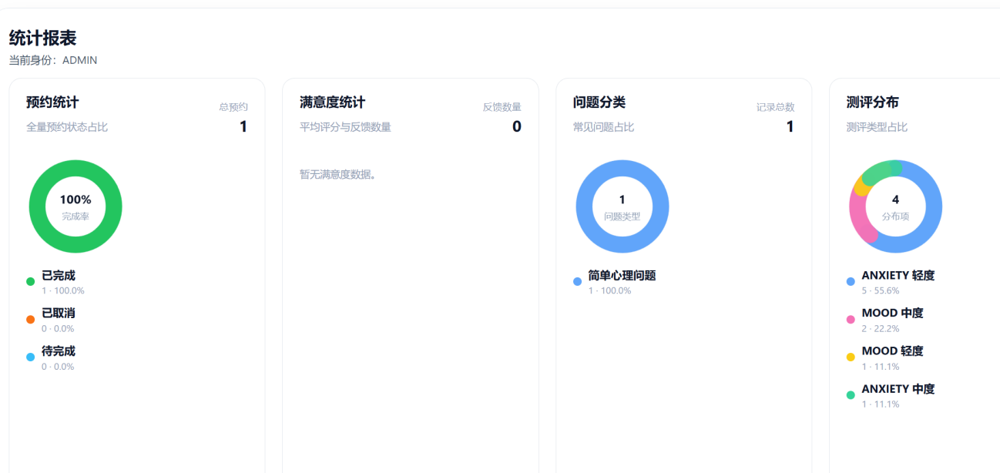 统计报表
当前身份：ADMIN
预约统计
全量预约状态占比
总预约
1
100%
完成率
已完成
1 · 100.0%
已取消
0 · 0.0%
待完成
0 · 0.0%
满意度统计
平均评分与反馈数量
反馈数量
0
暂无满意度数据。
问题分类
常见问题占比
记录总数
1
1
问题类型
简单心理问题
1 · 100.0%
测评分布
测评类型占比
4
分布项
ANXIETY 轻度
5 · 55.6%
MOOD 中度
2 · 22.2%
MOOD 轻度
1 · 11.1%
ANXIETY 中度
1 · 11.1%